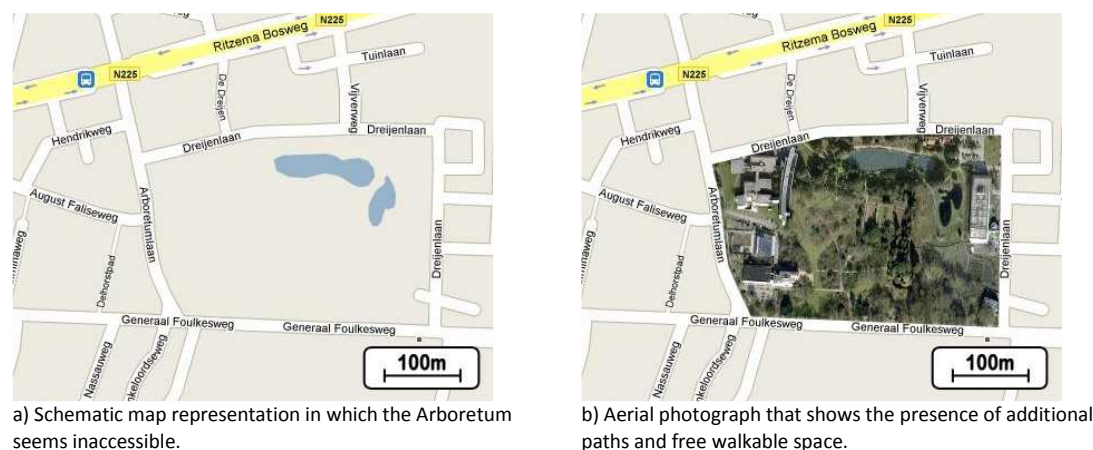 N225
Ritzema Bosweg
Tuinlaan
N225
De Dreijen
Vijverweg
Hendrikweg
Dreijenlaan
Dreijenlaan
August Faliseweg
Arboretumlaan
Dreijenlaan
Delhorstpad
Generaal Foulkesweg
Generaal Foulkesweg
Nassauweg
100m
a) Schematic map representation in which the Arboretum
seems inaccessible.
N225
Ritzema Bosweg
Tuinlaan
N225
De Dreijen
Vijverweg
Hendrikweg
Dreijenlaan
Dreijenlaan
August Faliseweg
Arboretumlaan
Dreijenlaan
Delhorstpad
Generaal Foulkesweg
Generaal Foulkesweg
Nassauweg
100m
b) Aerial photograph that shows the presence of additional
paths and free walkable space.